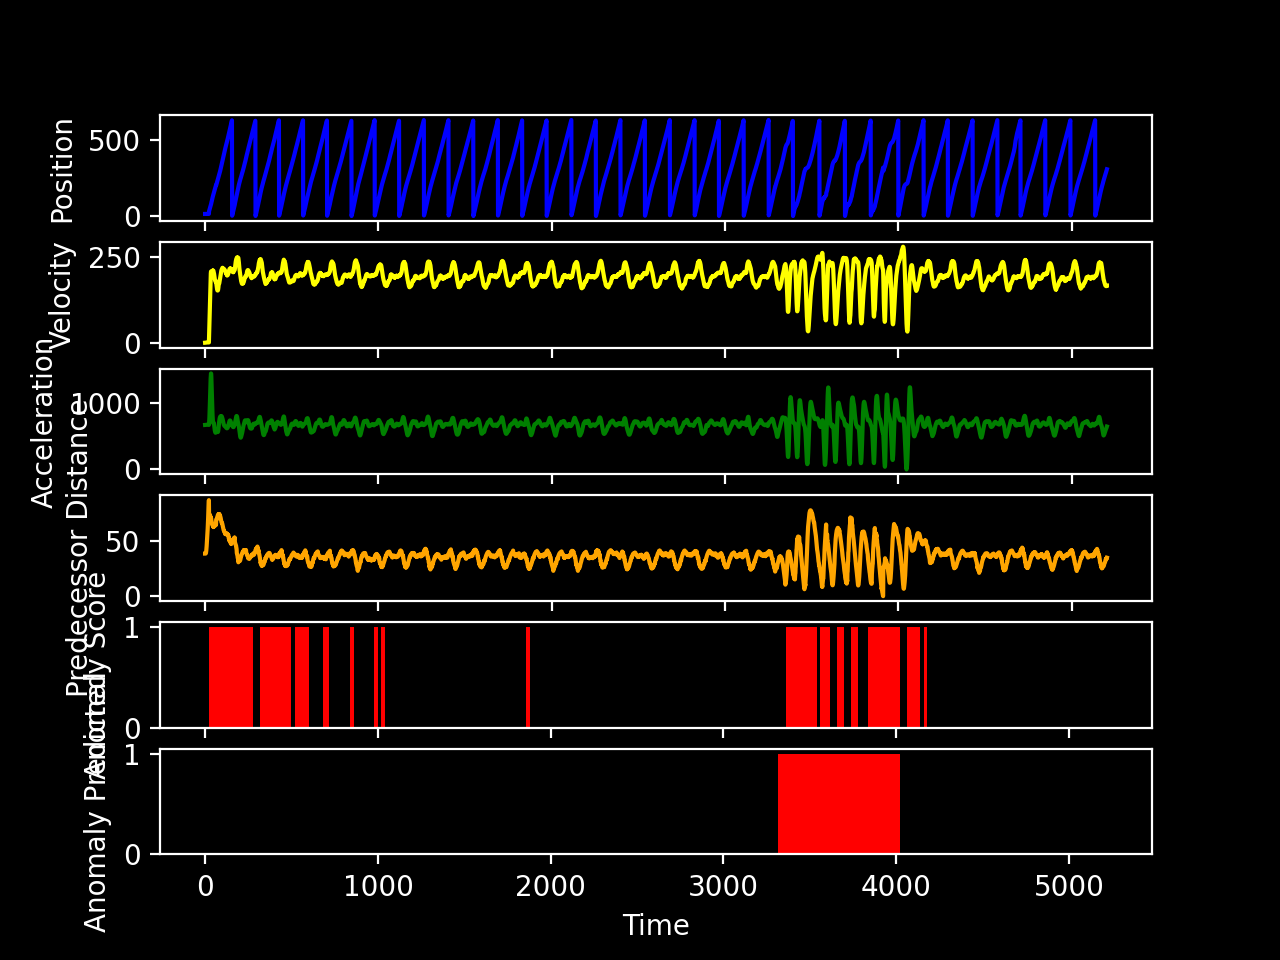 Position
500
0
Velocity
250
0
Acceleration
1000
0
Predecessor Distance
50
0
Anomaly Score
1
0
Anomaly Predicted
1
0
0 1000 2000 3000 4000 5000
Time